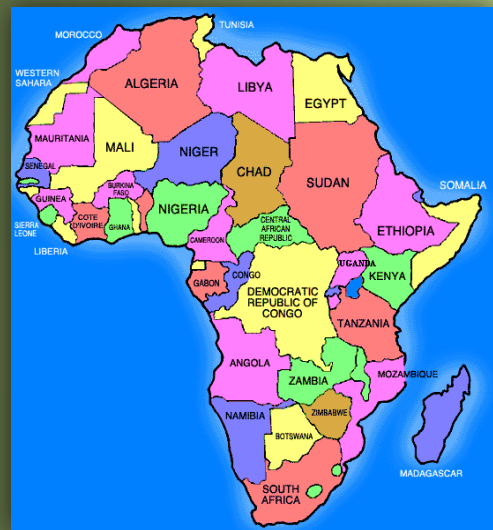 TUNISIA
MOROCCO
ALGERIA
WESTERN
SAHARA
LIBYA
EGYPT
MAURITANIA
MALI
NIGER
CHAD
SUDAN
SENEGAL
BURKINA
FASO
GUINEA
NIGERIA
SOMALIA
SIERRA
LEONE
COTE
D'IVOIRE
GHANA
LIBERIA
CENTRAL
AFRICAN
REPUBLIC
ETHIOPIA
CAMEROON
UGANDA
KENYA
GABON
CONGO
DEMOCRATIC
REPUBLIC OF
CONGO
TANZANIA
ANGOLA
ZAMBIA
MOZAMBIQUE
NAMIBIA
ZIMBABWE
BOTSWANA
MADAGASCAR
SOUTH
AFRICA